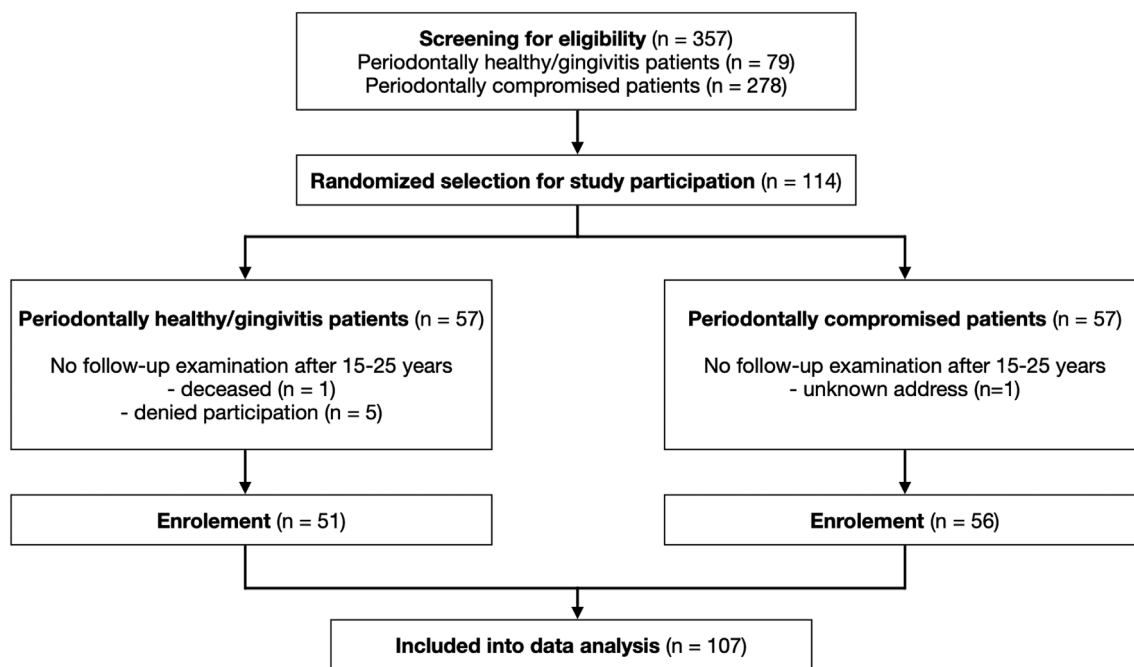 Screening for eligibility (n = 357)
Periodontally healthy/gingivitis patients (n = 79)
Periodontally compromised patients (n = 278)
Randomized selection for study participation (n = 114)
Periodontally healthy/gingivitis patients (n = 57)
No follow-up examination after 15-25 years
- deceased (n = 1)
- denied participation (n = 5)
Periodontally compromised patients (n = 57)
No follow-up examination after 15-25 years
- unknown address (n=1)
Enrolement (n = 51)
Enrolement (n = 56)
Included into data analysis (n = 107)